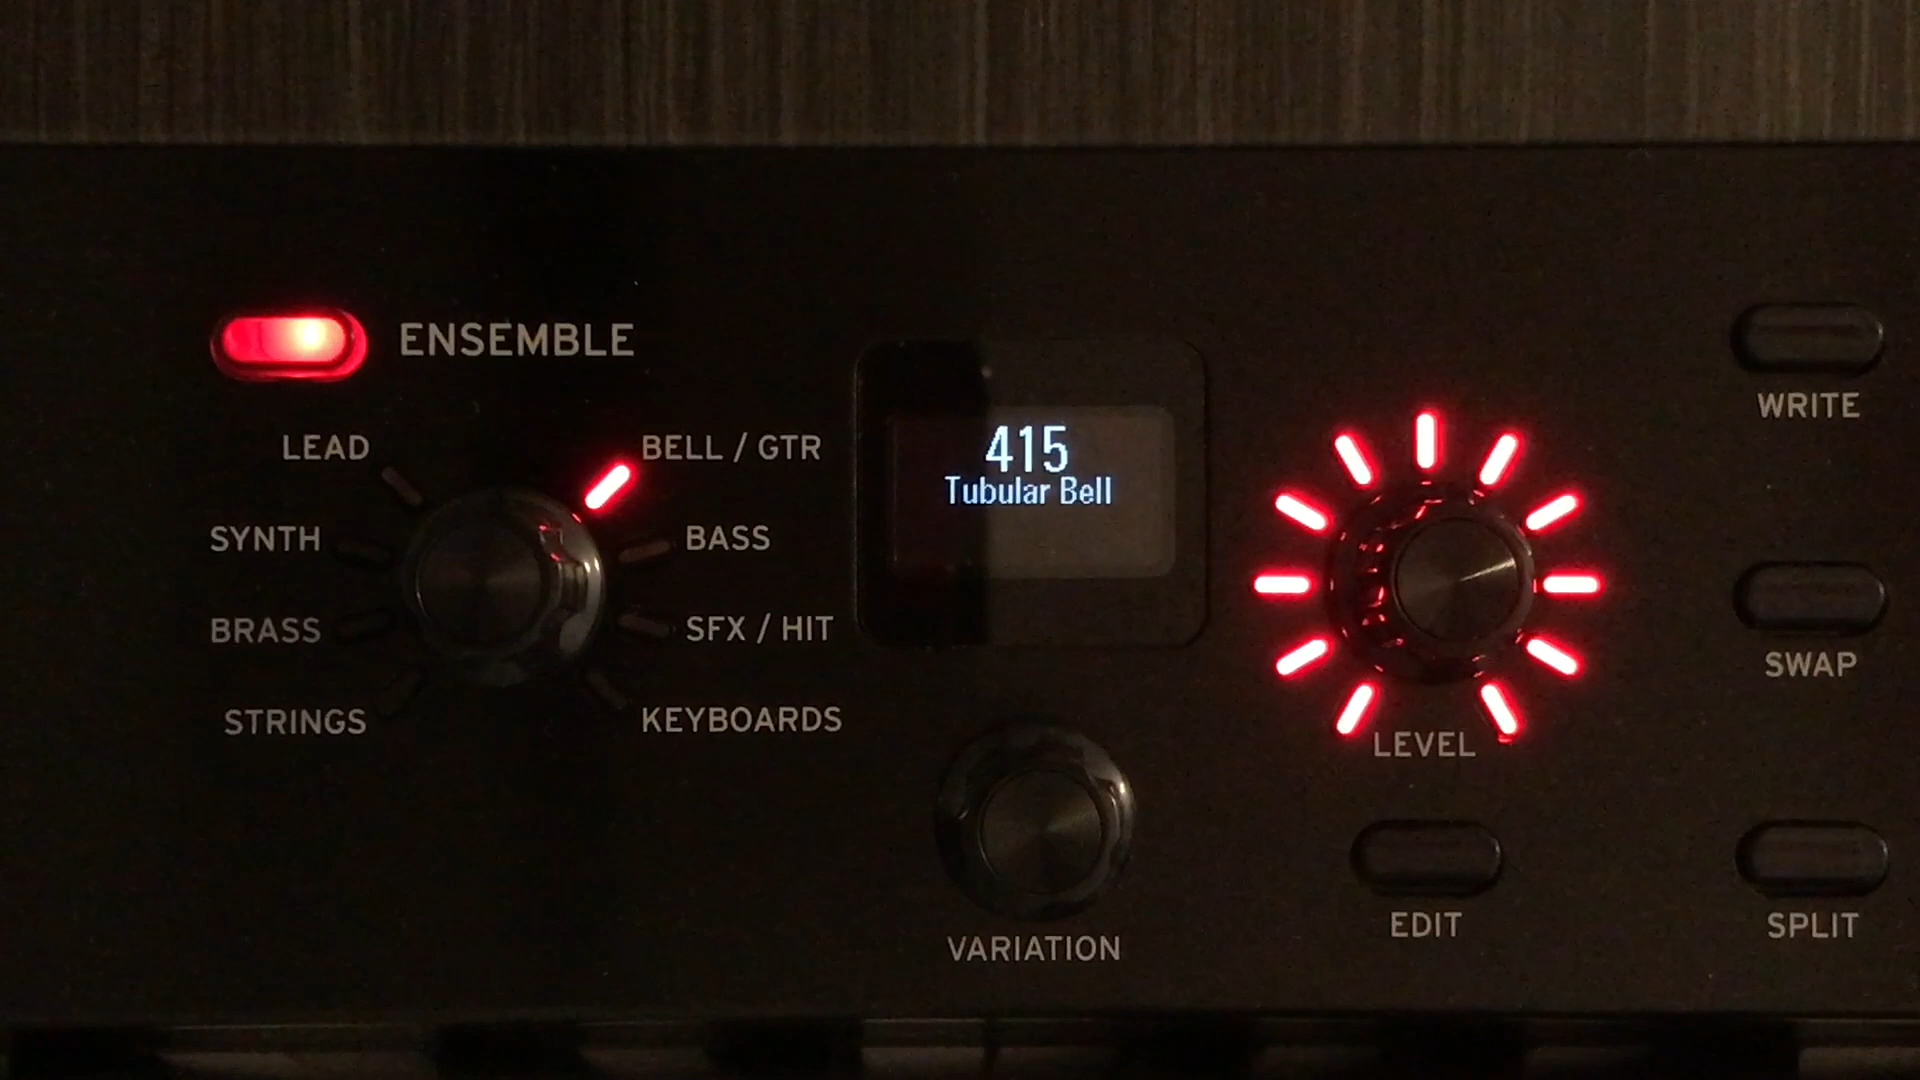 ENSEMBLE
LEAD
SYNTH
BRASS
STRINGS
BELL / GTR
BASS
SFX / HIT
KEYBOARDS
415
Tubular Bell
VARIATION
LEVEL
EDIT
WRITE
SWAP
SPLIT